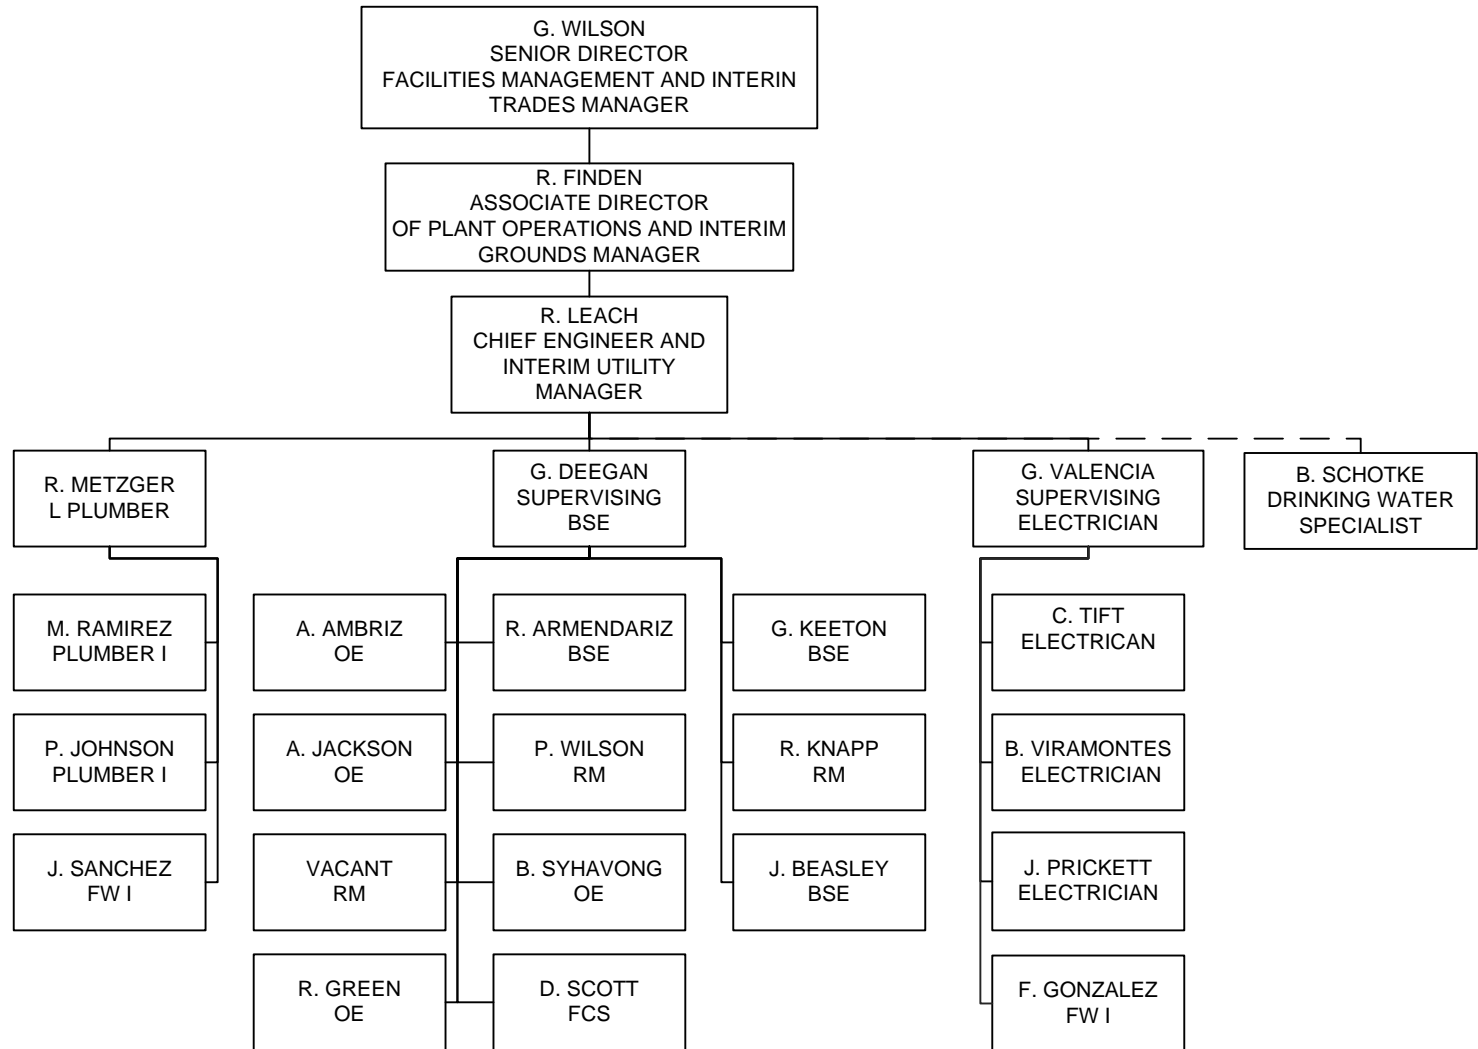 G. WILSON
SENIOR DIRECTOR
FACILITIES MANAGEMENT AND INTERIN
TRADES MANAGER
R. FINDEN
ASSOCIATE DIRECTOR
OF PLANT OPERATIONS AND INTERIM
GROUNDS MANAGER
R. LEACH
CHIEF ENGINEER AND
INTERIM UTILITY
MANAGER
R. METZGER
L PLUMBER
G. DEEGAN
SUPERVISING
BSE
G. VALENCIA
SUPERVISING
ELECTRICIAN
B. SCHOTKE
DRINKING WATER
SPECIALIST
M. RAMIREZ
PLUMBER I
A. AMBRIZ
OE
R. ARMENDARIZ
BSE
G. KEETON
BSE
C. TIFT
ELECTRICAN
P. JOHNSON
PLUMBER I
A. JACKSON
OE
P. WILSON
RM
R. KNAPP
RM
B. VIRAMONTES
ELECTRICIAN
J. SANCHEZ
FW I
VACANT
RM
B. SYHAVONG
OE
J. BEASLEY
BSE
J. PRICKETT
ELECTRICIAN
R. GREEN
OE
D. SCOTT
FCS
F. GONZALEZ
FW I